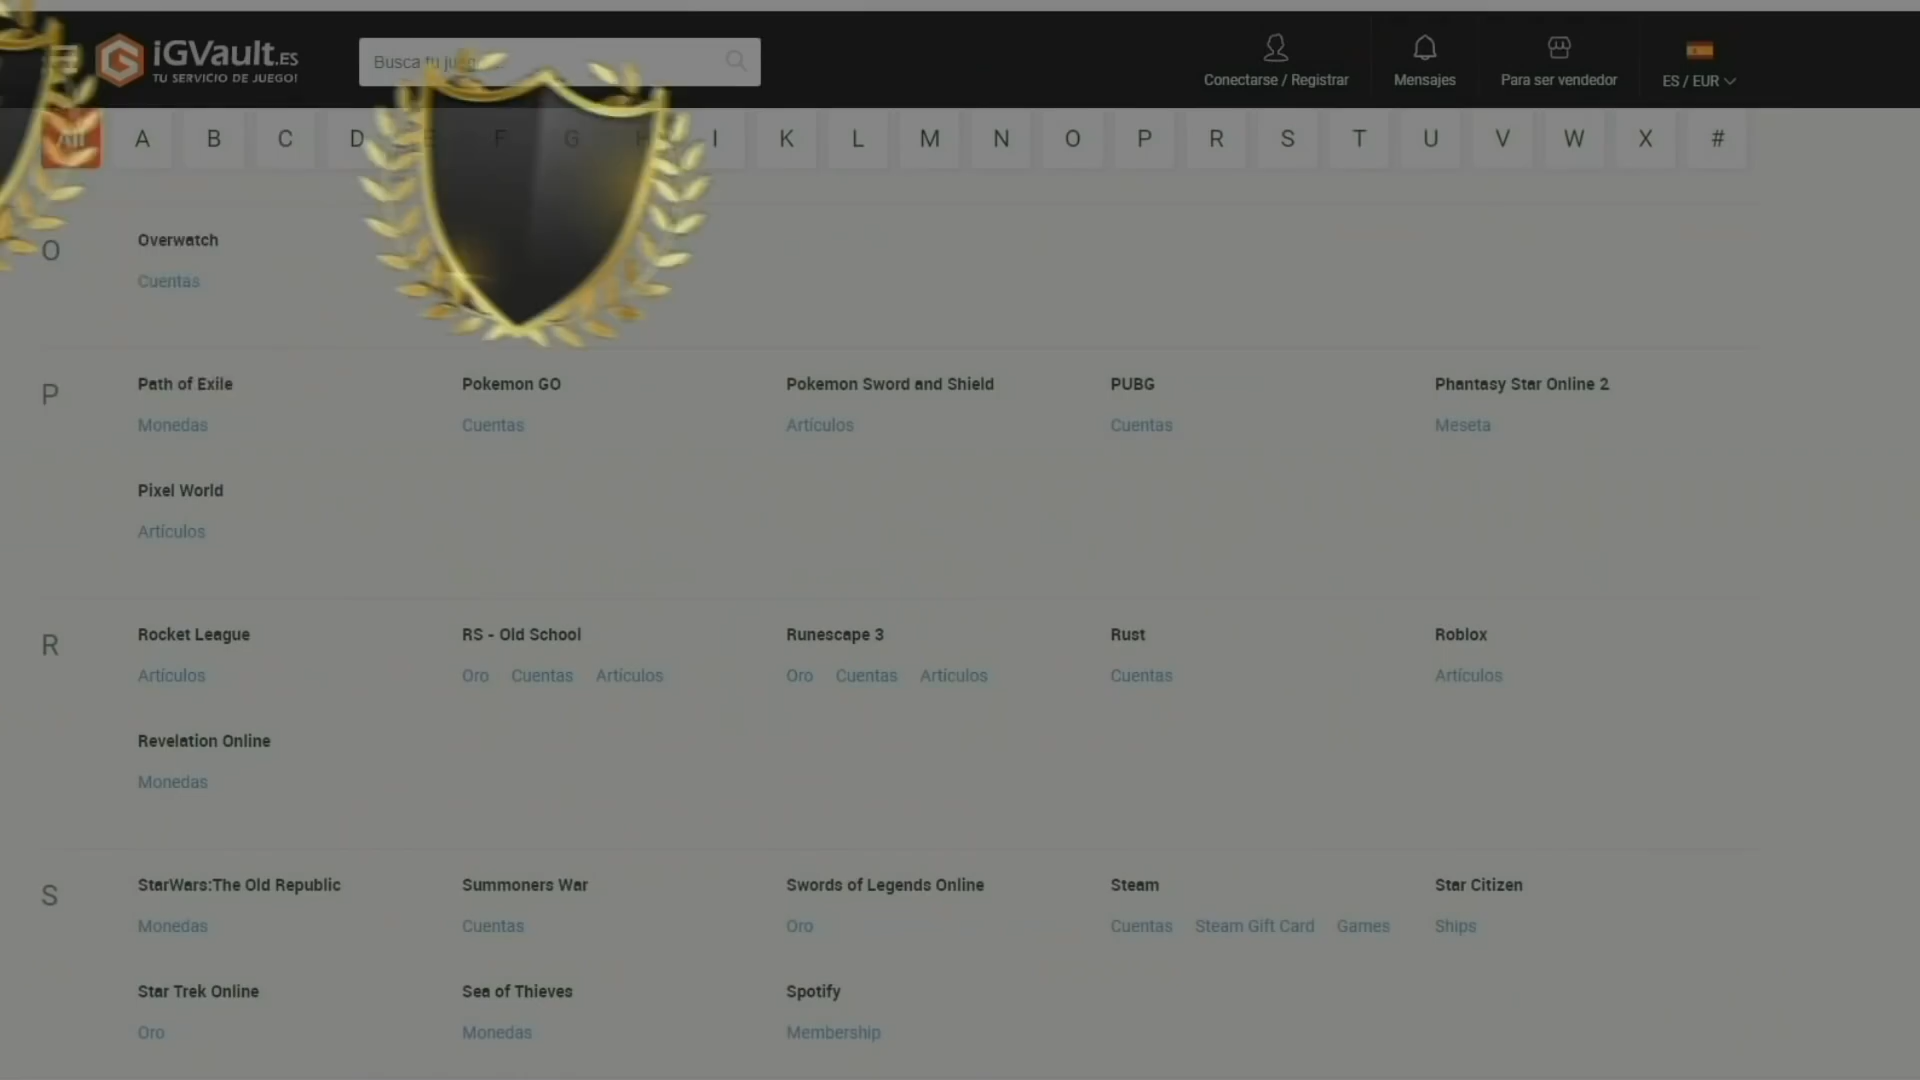 iGVault.ES
TU SERVICIO DE JUEGO!
Busca tu juego...
Conectarse / Registrar
Mensajes
Para ser vendedor
ES / EUR
All A B C D E F G H I K L M N O P R S T U V W X #
O
Overwatch
Cuentas
P
Path of Exile Pokemon GO Pokemon Sword and Shield PUBG Phantasy Star Online 2
Monedas Cuentas Artículos Cuentas Meseta
Pixel World
Artículos
R
Rocket League RS - Old School Runescape 3 Rust Roblox
Artículos Oro Cuentas Artículos Oro Cuentas Artículos Cuentas Artículos
Revelation Online
Monedas
S
StarWars:The Old Republic Summoners War Swords of Legends Online Steam Star Citizen
Monedas Cuentas Oro Cuentas Steam Gift Card Games Ships
Star Trek Online Sea of Thieves Spotify
Oro Monedas Membership